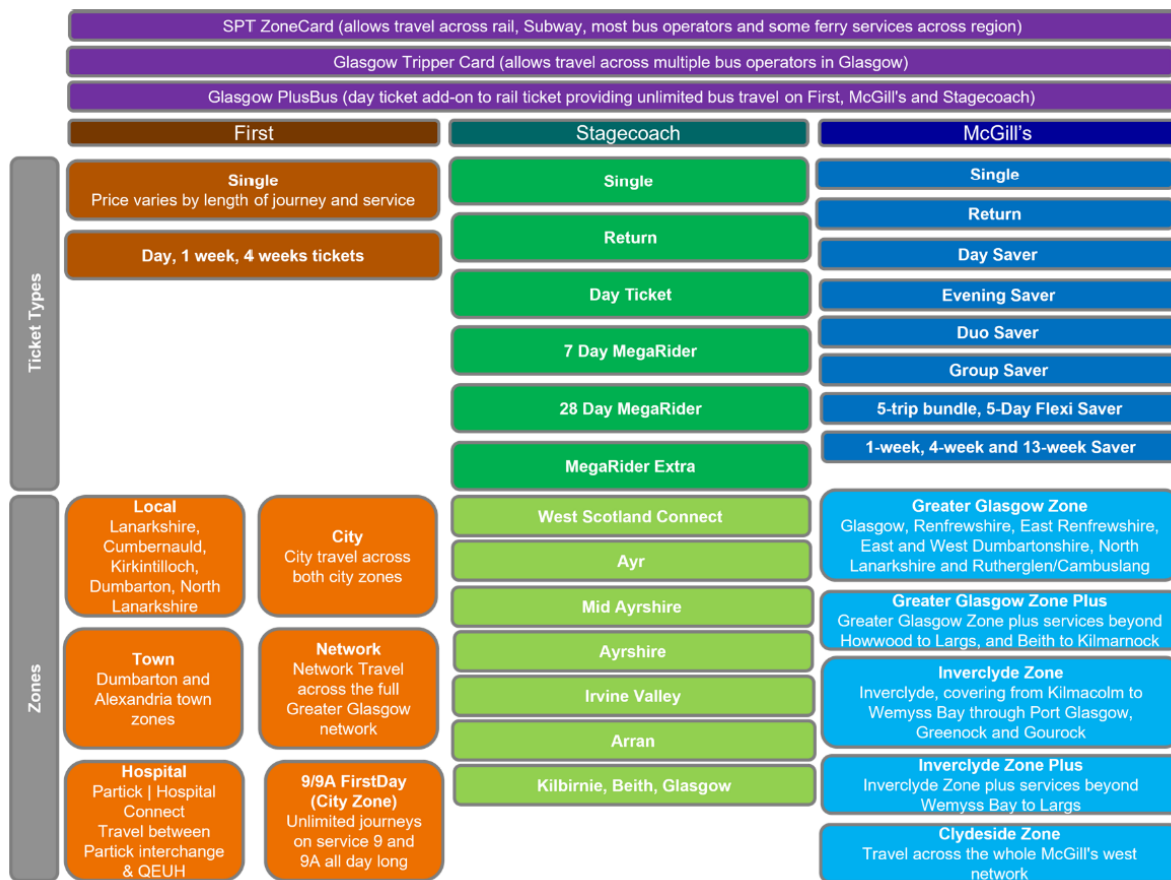 SPT ZoneCard (allows travel across rail, Subway, most bus operators and some ferry services across region)
Glasgow Tripper Card (allows travel across multiple bus operators in Glasgow)
Glasgow PlusBus (day ticket add-on to rail ticket providing unlimited bus travel on First, McGill's and Stagecoach)
First
Stagecoach
McGill's
Ticket Types
Single
Price varies by length of journey and service
Day, 1 week, 4 weeks tickets
Single
Return
Day Ticket
7 Day MegaRider
28 Day MegaRider
MegaRider Extra
Single
Return
Day Saver
Evening Saver
Duo Saver
Group Saver
5-trip bundle, 5-Day Flexi Saver
1-week, 4-week and 13-week Saver
Zones
Local
Lanarkshire,
Cumbernauld,
Kirkintilloch,
Dumbarton, North
Lanarkshire
City
City travel across
both city zones
Town
Dumbarton and
Alexandria town
zones
Network
Network Travel
across the full
Greater Glasgow
network
Hospital
Partick | Hospital
Connect
Travel between
Partick interchange
& QEUH
9/9A FirstDay
(City Zone)
Unlimited journeys
on service 9 and
9A all day long
West Scotland Connect
Ayr
Mid Ayrshire
Ayrshire
Irvine Valley
Arran
Kilbirnie, Beith, Glasgow
Greater Glasgow Zone
Glasgow, Renfrewshire, East Renfrewshire,
East and West Dumbartonshire, North
Lanarkshire and Rutherglen/Cambuslang
Greater Glasgow Zone Plus
Greater Glasgow Zone plus services beyond
Howwood to Largs, and Beith to Kilmarnock
Inverclyde Zone
Inverclyde, covering from Kilmacolm to
Wemyss Bay through Port Glasgow,
Greenock and Gourock
Inverclyde Zone Plus
Inverclyde Zone plus services beyond
Wemyss Bay to Largs
Clydeside Zone
Travel across the whole McGill's west
network